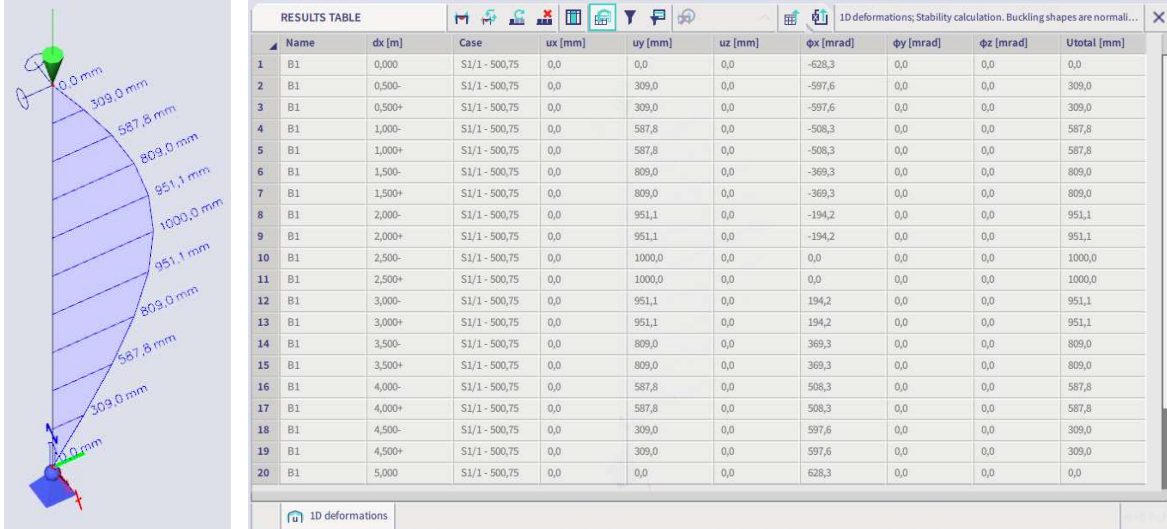 0,0 mm
309,0 mm
587,8 mm
809,0 mm
951,1 mm
1000,0 mm
951,1 mm
809,0 mm
587,8 mm
309,0 mm
0,0 mm
RESULTS TABLE 1D deformations; Stability calculation. Buckling shapes are normali...
Name dx [m] Case ux [mm] uy [mm] uz [mm] φx [mrad] φy [mrad] φz [mrad] Utotal [mm]
1 B1 0,000 S1/1 - 500,75 0,0 0,0 0,0 -628,3 0,0 0,0 0,0
2 B1 0,500- S1/1 - 500,75 0,0 309,0 0,0 -597,6 0,0 0,0 309,0
3 B1 0,500+ S1/1 - 500,75 0,0 309,0 0,0 -597,6 0,0 0,0 309,0
4 B1 1,000- S1/1 - 500,75 0,0 587,8 0,0 -508,3 0,0 0,0 587,8
5 B1 1,000+ S1/1 - 500,75 0,0 587,8 0,0 -508,3 0,0 0,0 587,8
6 B1 1,500- S1/1 - 500,75 0,0 809,0 0,0 -369,3 0,0 0,0 809,0
7 B1 1,500+ S1/1 - 500,75 0,0 809,0 0,0 -369,3 0,0 0,0 809,0
8 B1 2,000- S1/1 - 500,75 0,0 951,1 0,0 -194,2 0,0 0,0 951,1
9 B1 2,000+ S1/1 - 500,75 0,0 951,1 0,0 -194,2 0,0 0,0 951,1
10 B1 2,500- S1/1 - 500,75 0,0 1000,0 0,0 0,0 0,0 0,0 1000,0
11 B1 2,500+ S1/1 - 500,75 0,0 1000,0 0,0 0,0 0,0 0,0 1000,0
12 B1 3,000- S1/1 - 500,75 0,0 951,1 0,0 194,2 0,0 0,0 951,1
13 B1 3,000+ S1/1 - 500,75 0,0 951,1 0,0 194,2 0,0 0,0 951,1
14 B1 3,500- S1/1 - 500,75 0,0 809,0 0,0 369,3 0,0 0,0 809,0
15 B1 3,500+ S1/1 - 500,75 0,0 809,0 0,0 369,3 0,0 0,0 809,0
16 B1 4,000- S1/1 - 500,75 0,0 587,8 0,0 508,3 0,0 0,0 587,8
17 B1 4,000+ S1/1 - 500,75 0,0 587,8 0,0 508,3 0,0 0,0 587,8
18 B1 4,500- S1/1 - 500,75 0,0 309,0 0,0 597,6 0,0 0,0 309,0
19 B1 4,500+ S1/1 - 500,75 0,0 309,0 0,0 597,6 0,0 0,0 309,0
20 B1 5,000 S1/1 - 500,75 0,0 0,0 0,0 628,3 0,0 0,0 0,0
1D deformations